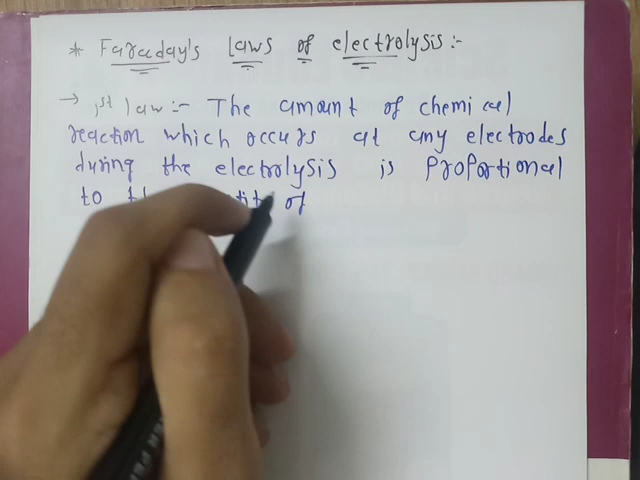 * Faraday's laws of electrolysis:-
→ 1st law:- The amount of chemical
reaction which occurs at any electrodes
during the electrolysis is proportional
to of